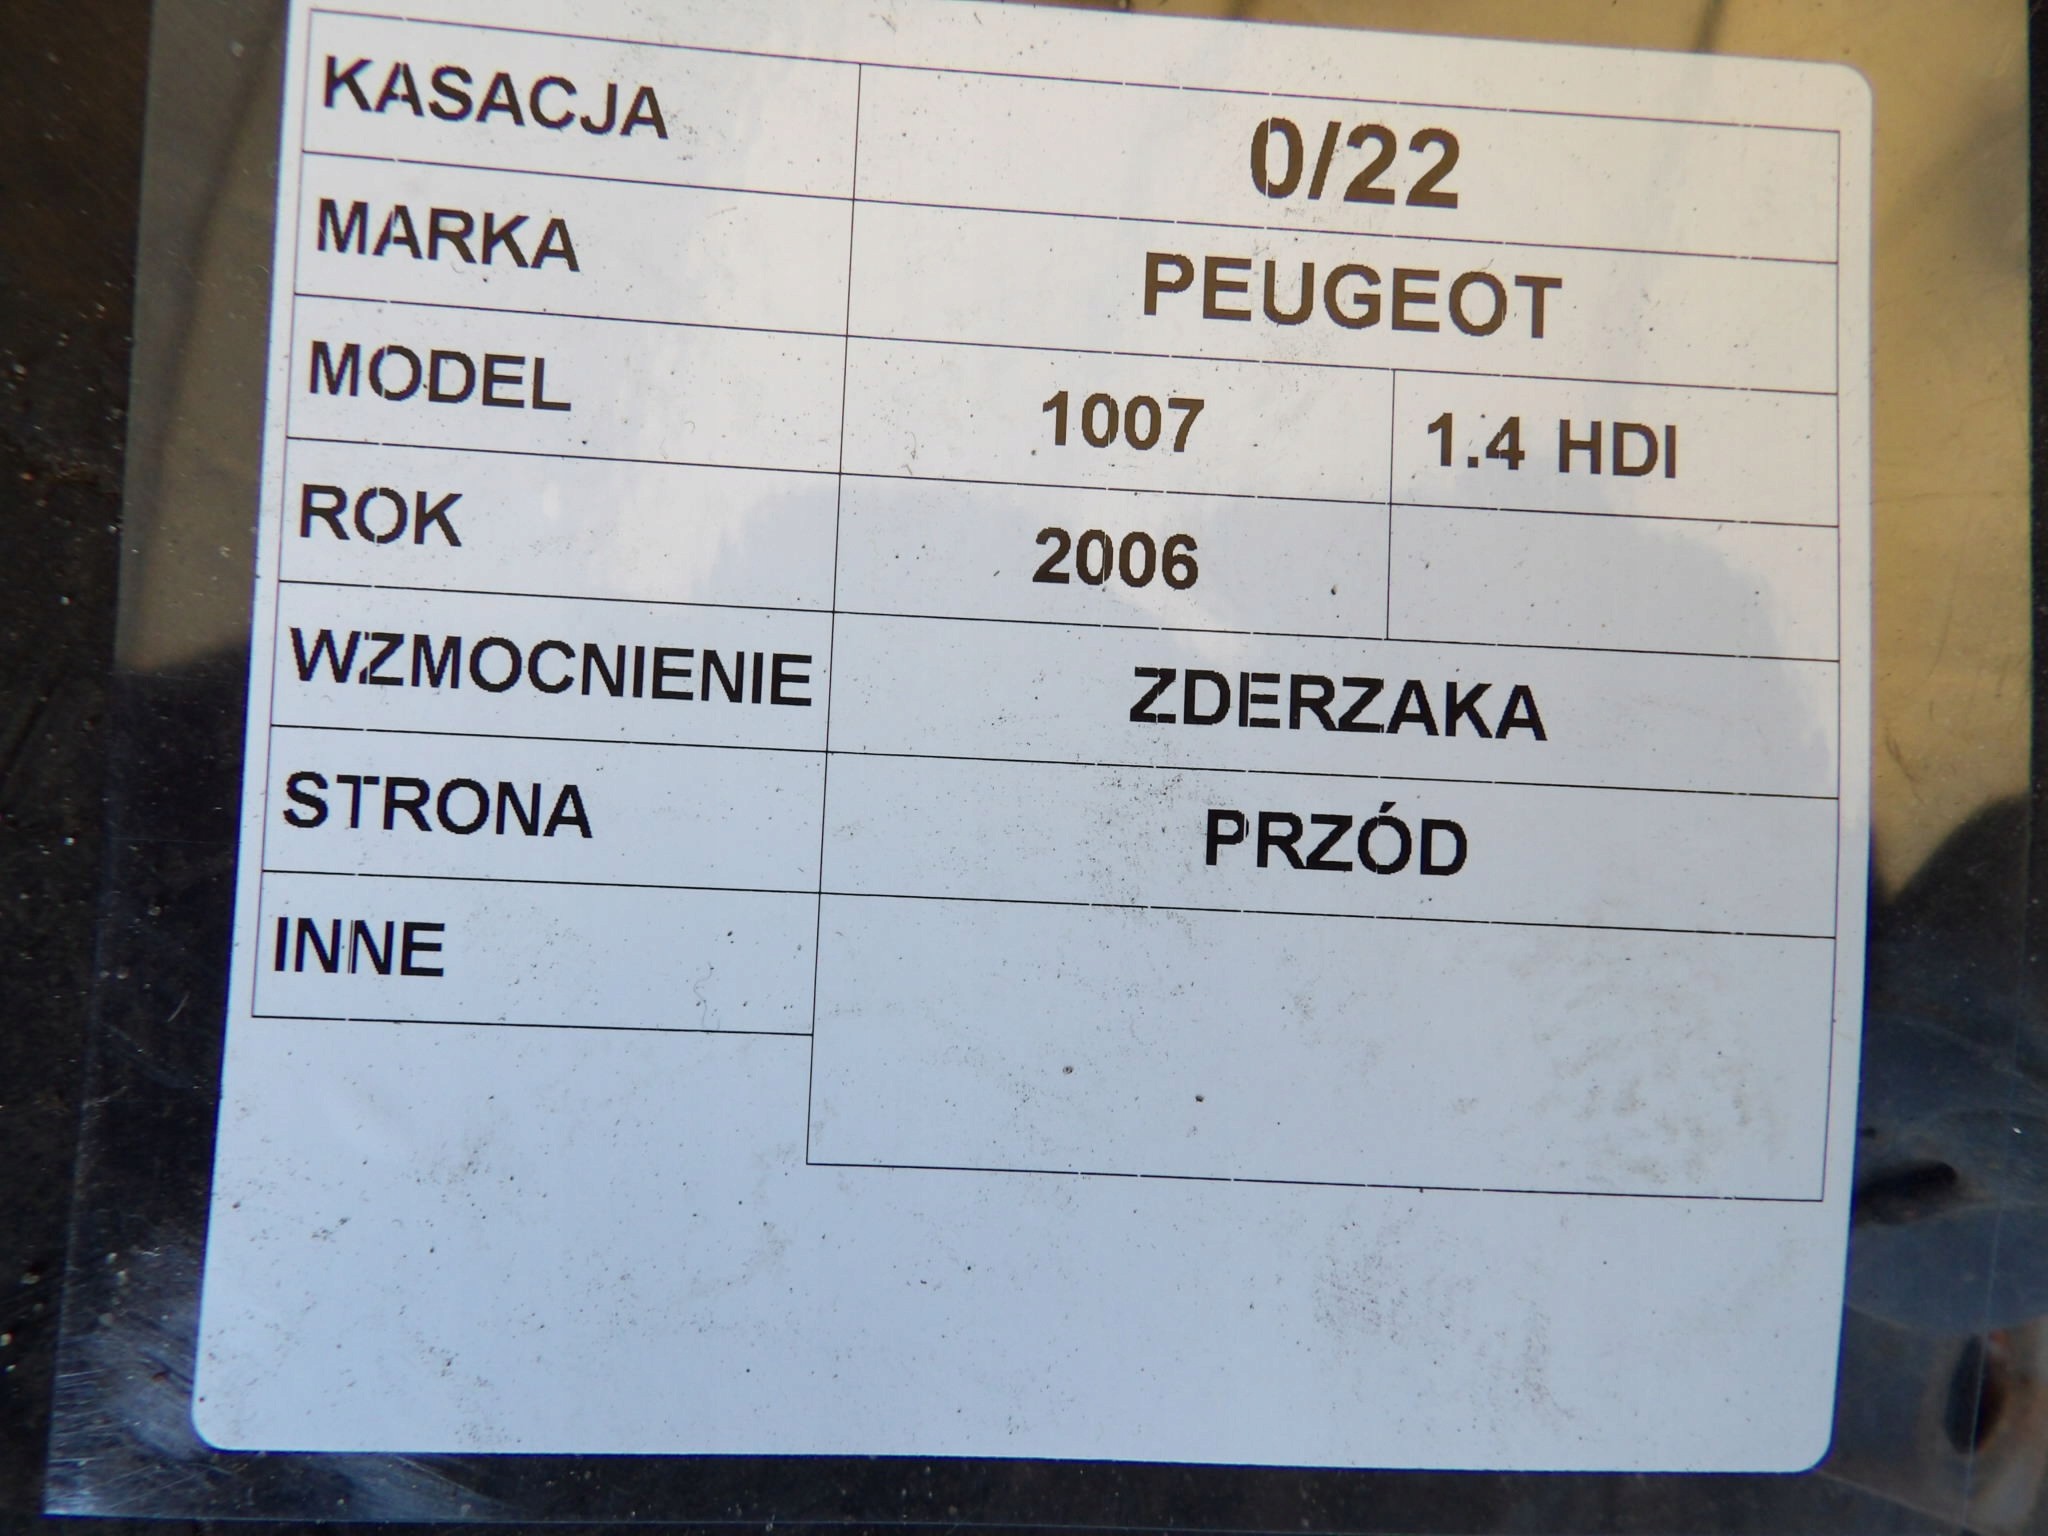 KASACJA 0/22
MARKA PEUGEOT
MODEL 1007 1.4 HDI
ROK 2006
WZMOCNIENIE ZDERZAKA
STRONA PRZÓD
INNE